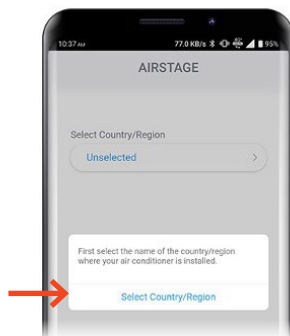 10:37 AM 77.0 KB/s 95%
AIRSTAGE
Select Country/Region
Unselected
First select the name of the country/region
where your air conditioner is installed.
Select Country/Region